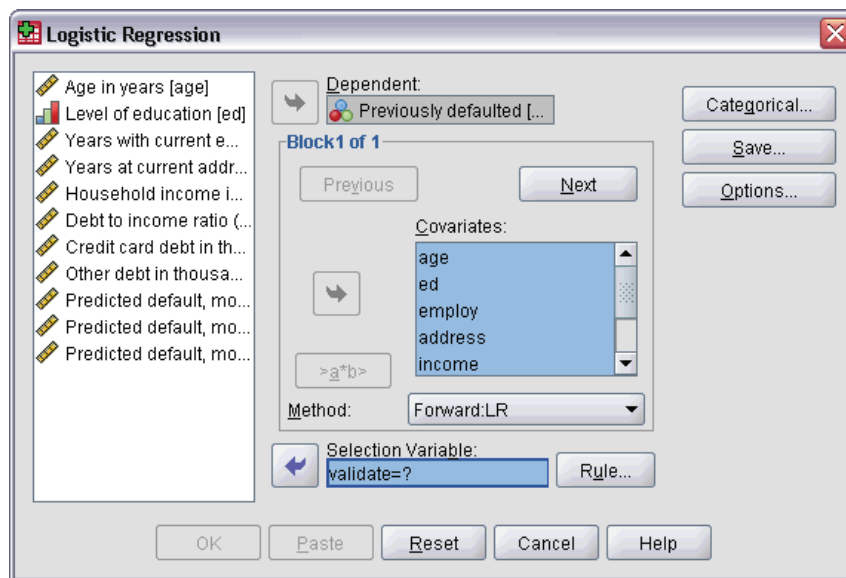 Logistic Regression
Age in years [age]
Level of education [ed]
Years with current e...
Years at current addr...
Household income i...
Debt to income ratio (...
Credit card debt in th...
Other debt in thousa...
Predicted default, mo...
Predicted default, mo...
Predicted default, mo...
Dependent:
Previously defaulted [...
Block1 of 1
Previous
Next
Covariates:
age
ed
employ
address
income
>a*b>
Method:
Forward:LR
Selection Variable:
validate=?
Rule...
Categorical...
Save...
Options...
OK
Paste
Reset
Cancel
Help